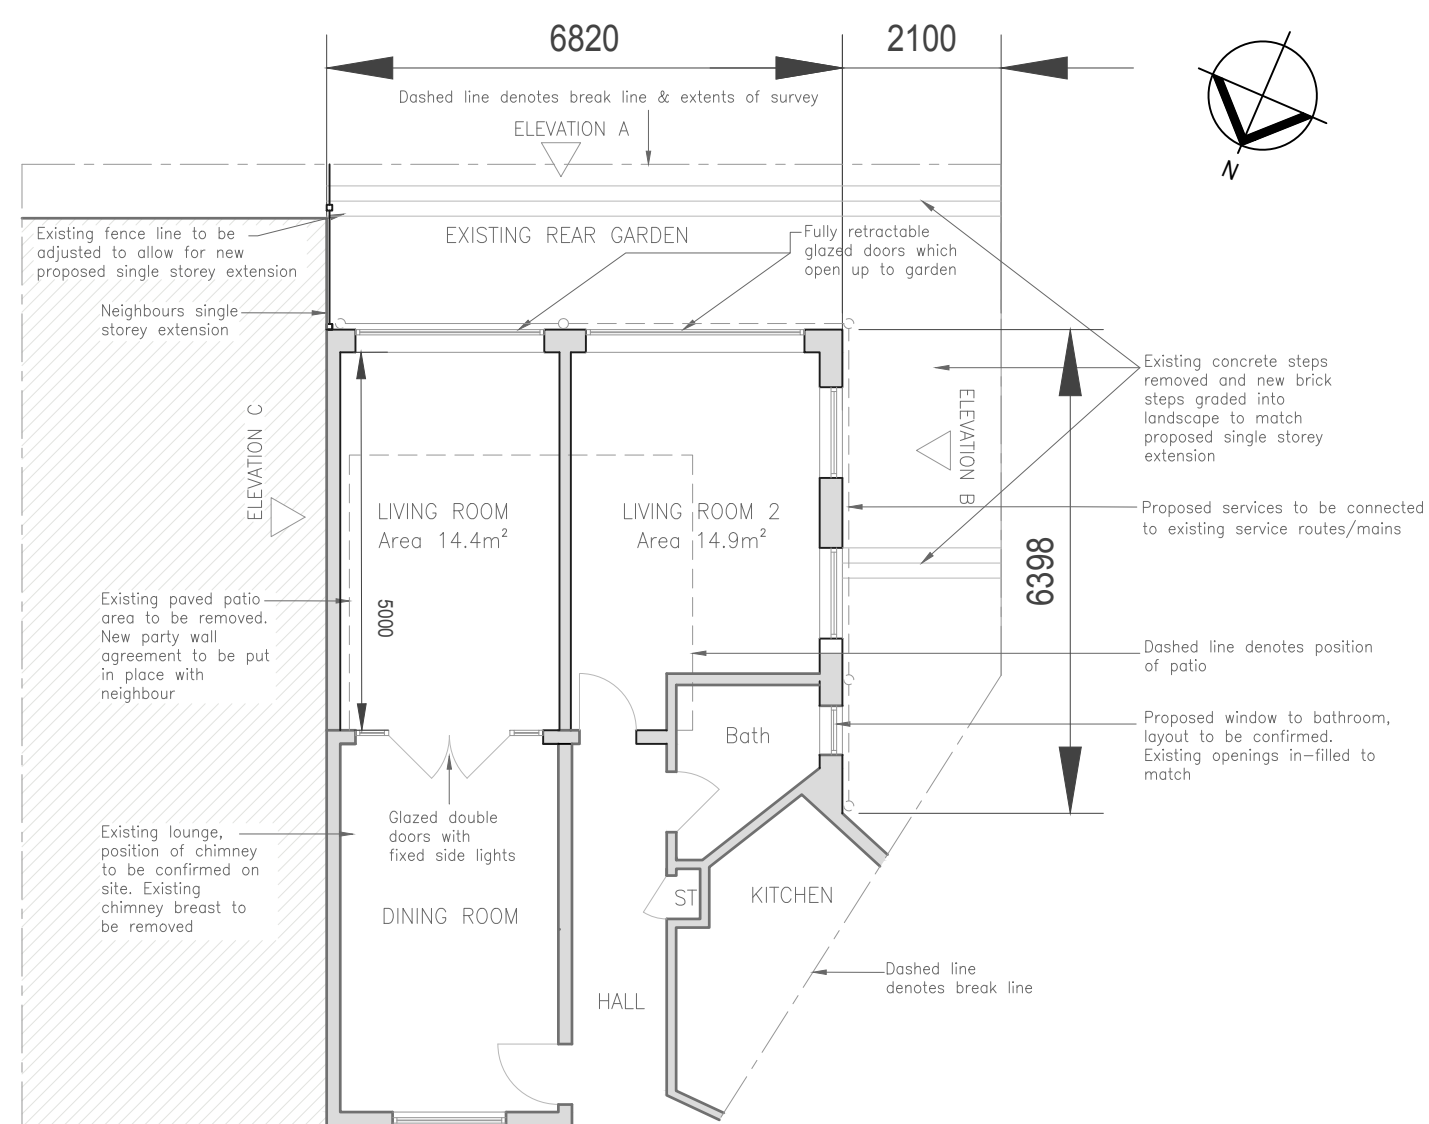 6820
2100
Dashed line denotes break line & extents of survey
ELEVATION A
N
Existing fence line to be
adjusted to allow for new
proposed single storey extension
EXISTING REAR GARDEN
Fully retractable
glazed doors which
open up to garden
Neighbours single
storey extension
Existing concrete steps
removed and new brick
steps graded into
landscape to match
proposed single storey
extension
ELEVATION C
ELEVATION B
LIVING ROOM
Area 14.4m²
LIVING ROOM 2
Area 14.9m²
Proposed services to be connected
to existing service routes/mains
6398
5000
Existing paved patio
area to be removed.
New party wall
agreement to be put
in place with
neighbour
Dashed line denotes position
of patio
Bath
Proposed window to bathroom,
layout to be confirmed.
Existing openings in-filled to
match
Glazed double
doors with
fixed side lights
Existing lounge,
position of chimney
to be confirmed on
site. Existing
chimney breast to
be removed
DINING ROOM
ST
KITCHEN
Dashed line
denotes break line
HALL